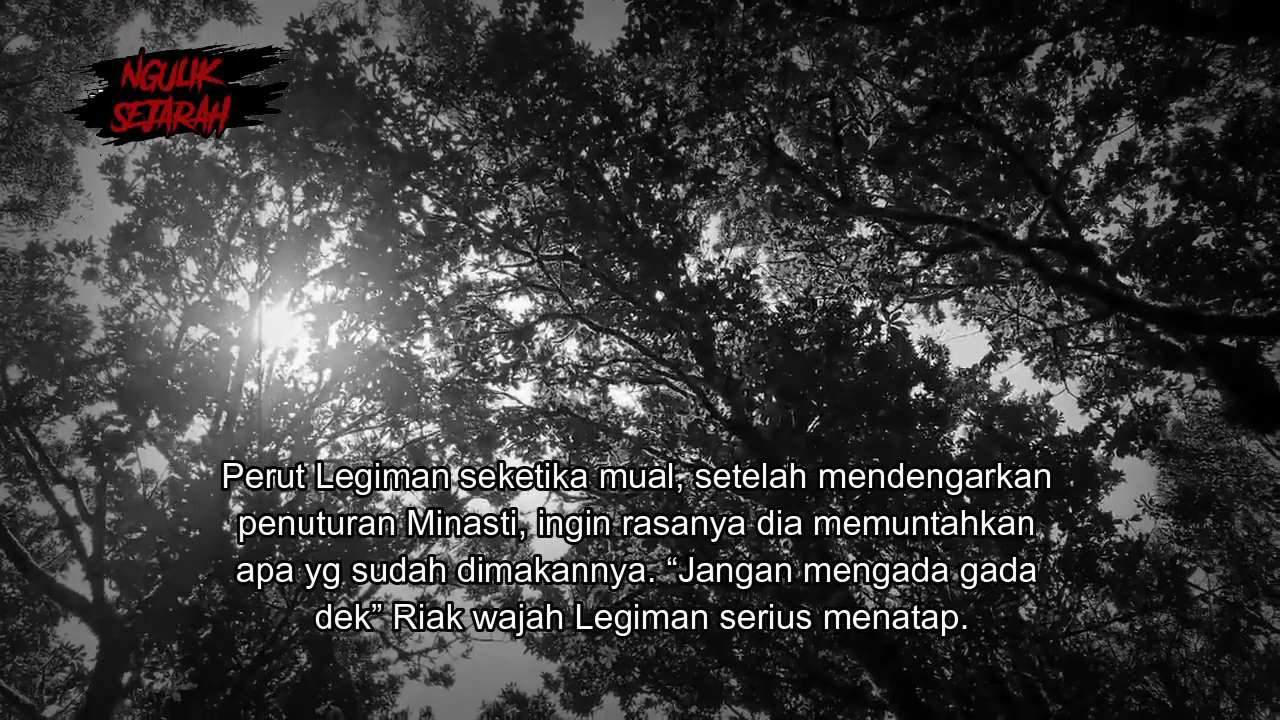 NGULIK
SEJARAH
Perut Legiman seketika mual, setelah mendengarkan
penuturan Minasti, ingin rasanya dia memuntahkan
apa yg sudah dimakannya. “Jangan mengada gada
dek” Riak wajah Legiman serius menatap.